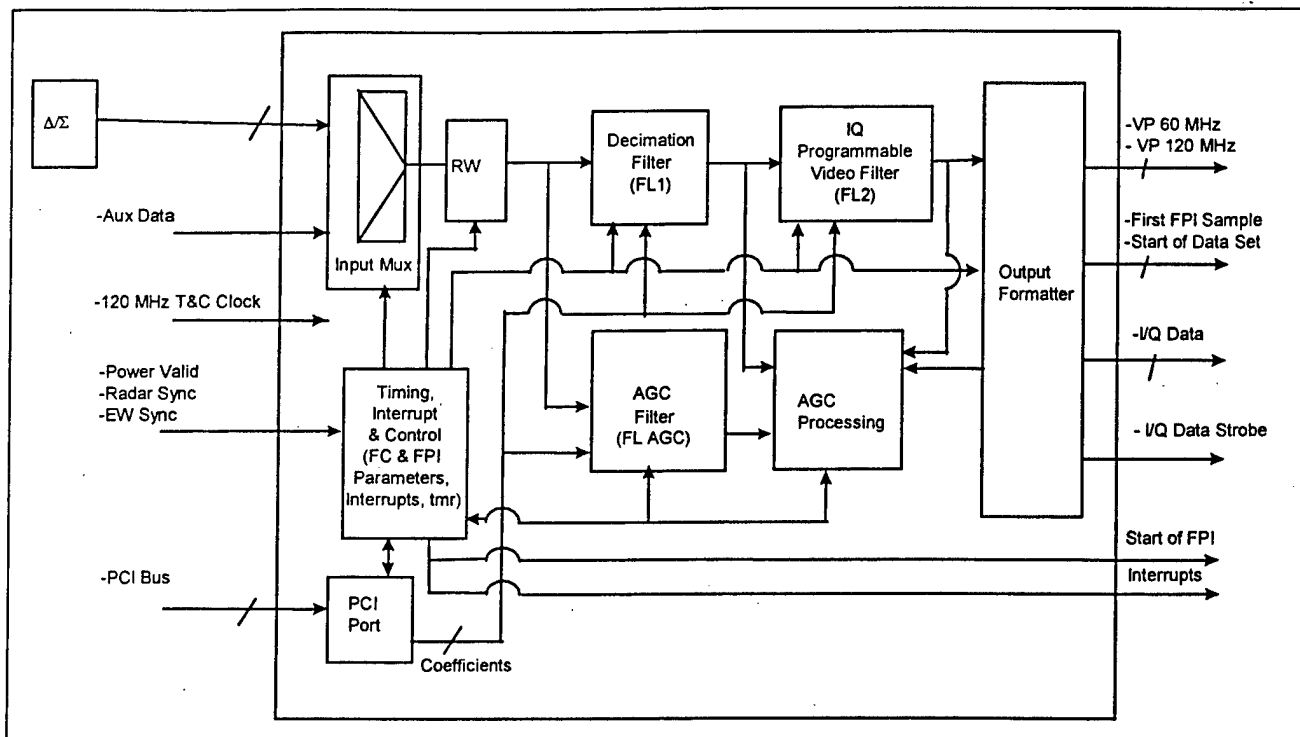 Δ/Σ
-Aux Data
-120 MHz T&C Clock
-Power Valid
-Radar Sync
-EW Sync
-PCI Bus
Input Mux
RW
Decimation
Filter
(FL1)
IQ
Programmable
Video Filter
(FL2)
Timing,
Interrupt
& Control
(FC & FPI
Parameters,
Interrupts, tmr)
AGC
Filter
(FL AGC)
AGC
Processing
Output
Formatter
PCI
Port
Coefficients
-VP 60 MHz
- VP 120 MHz
-First FPI Sample
-Start of Data Set
-I/Q Data
- I/Q Data Strobe
Start of FPI
Interrupts